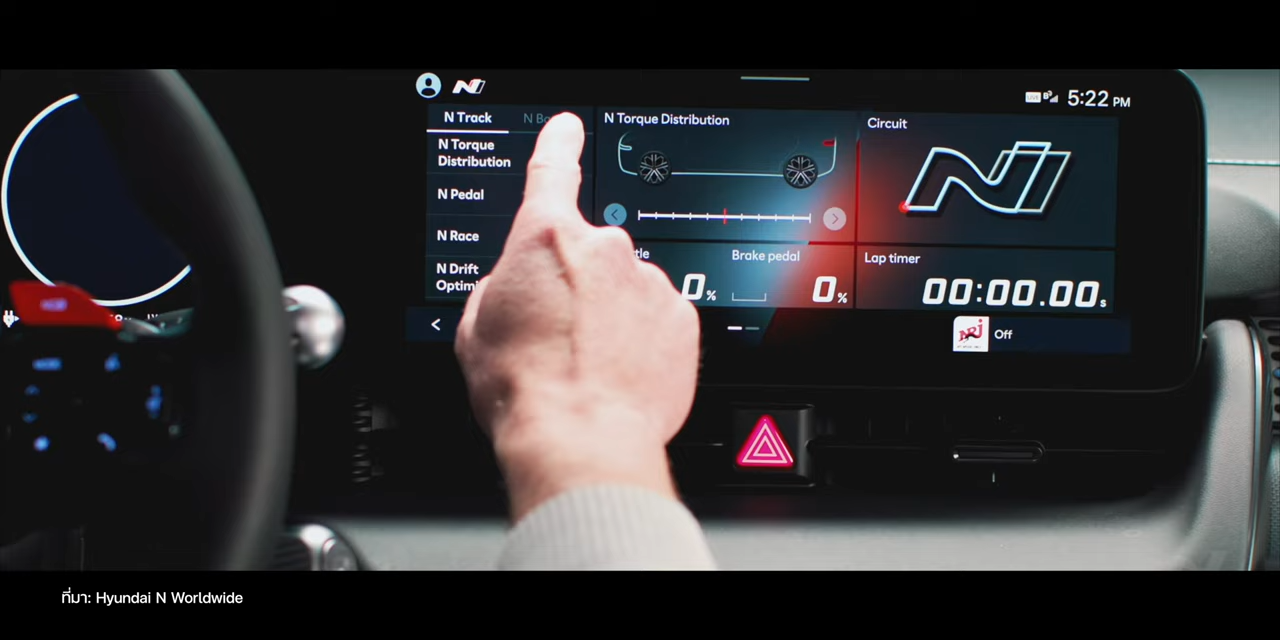 5:22 PM
N Track
N Torque
Distribution
N Pedal
N Race
N Drift
N Torque Distribution
Brake pedal
0%
0%
Circuit
N
Lap timer
00:00.00s
NRJ
Off
ที่มา: Hyundai N Worldwide